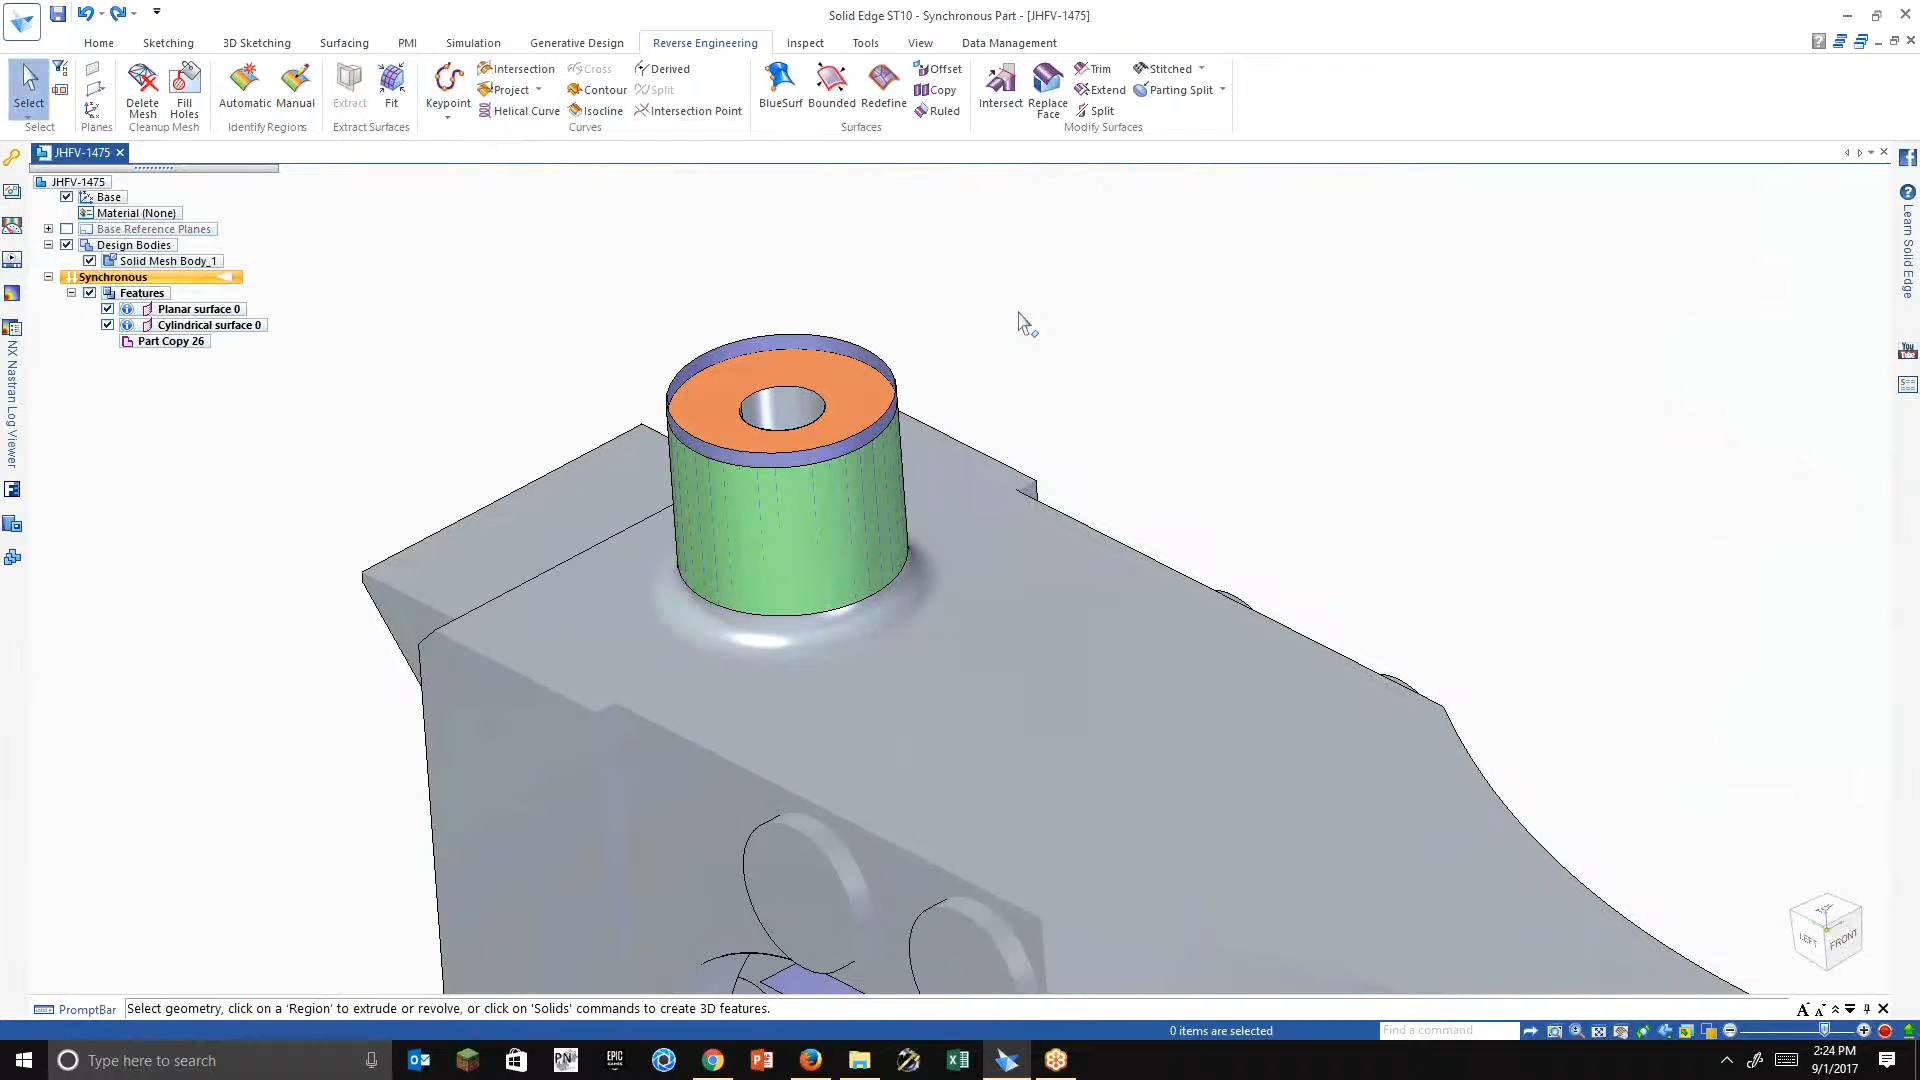 Solid Edge ST10 - Synchronous Part - [JHFV-1475]
Home Sketching 3D Sketching Surfacing PMI Simulation Generative Design Reverse Engineering Inspect Tools View Data Management
Select
Select
Planes
Delete Mesh
Fill Holes
Cleanup Mesh
Automatic
Manual
Identify Regions
Extract
Fit
Extract Surfaces
Keypoint
Intersection
Project
Helical Curve
Cross
Contour
Isocline
Derived
Split
Intersection Point
Curves
BlueSurf
Bounded
Redefine
Offset
Copy
Ruled
Surfaces
Intersect
Replace Face
Trim
Extend
Split
Stitched
Parting Split
Modify Surfaces
JHFV-1475
JHFV-1475
Base
Material (None)
Base Reference Planes
Design Bodies
Solid Mesh Body_1
Synchronous
Features
Planar surface 0
Cylindrical surface 0
Part Copy 26
NX Nastran Log Viewer
Learn Solid Edge
You
Tube
LEFT
FRONT
PromptBar
Select geometry, click on a 'Region' to extrude or revolve, or click on 'Solids' commands to create 3D features.
0 items are selected
Find a command
Type here to search
PN
EPIC
GAMES
2:24 PM
9/1/2017